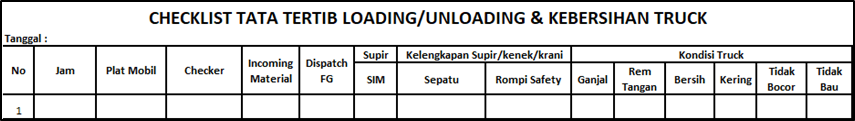 CHECKLIST TATA TERTIB LOADING/UNLOADING & KEBERSIHAN TRUCK
Tanggal :
No Jam Plat Mobil Checker Incoming Material Dispatch FG Supir Kelengkapan Supir/kenek/krani Kondisi Truck
SIM Sepatu Rompi Safety Ganjal Rem Tangan Bersih Kering Tidak Bocor Tidak Bau
1